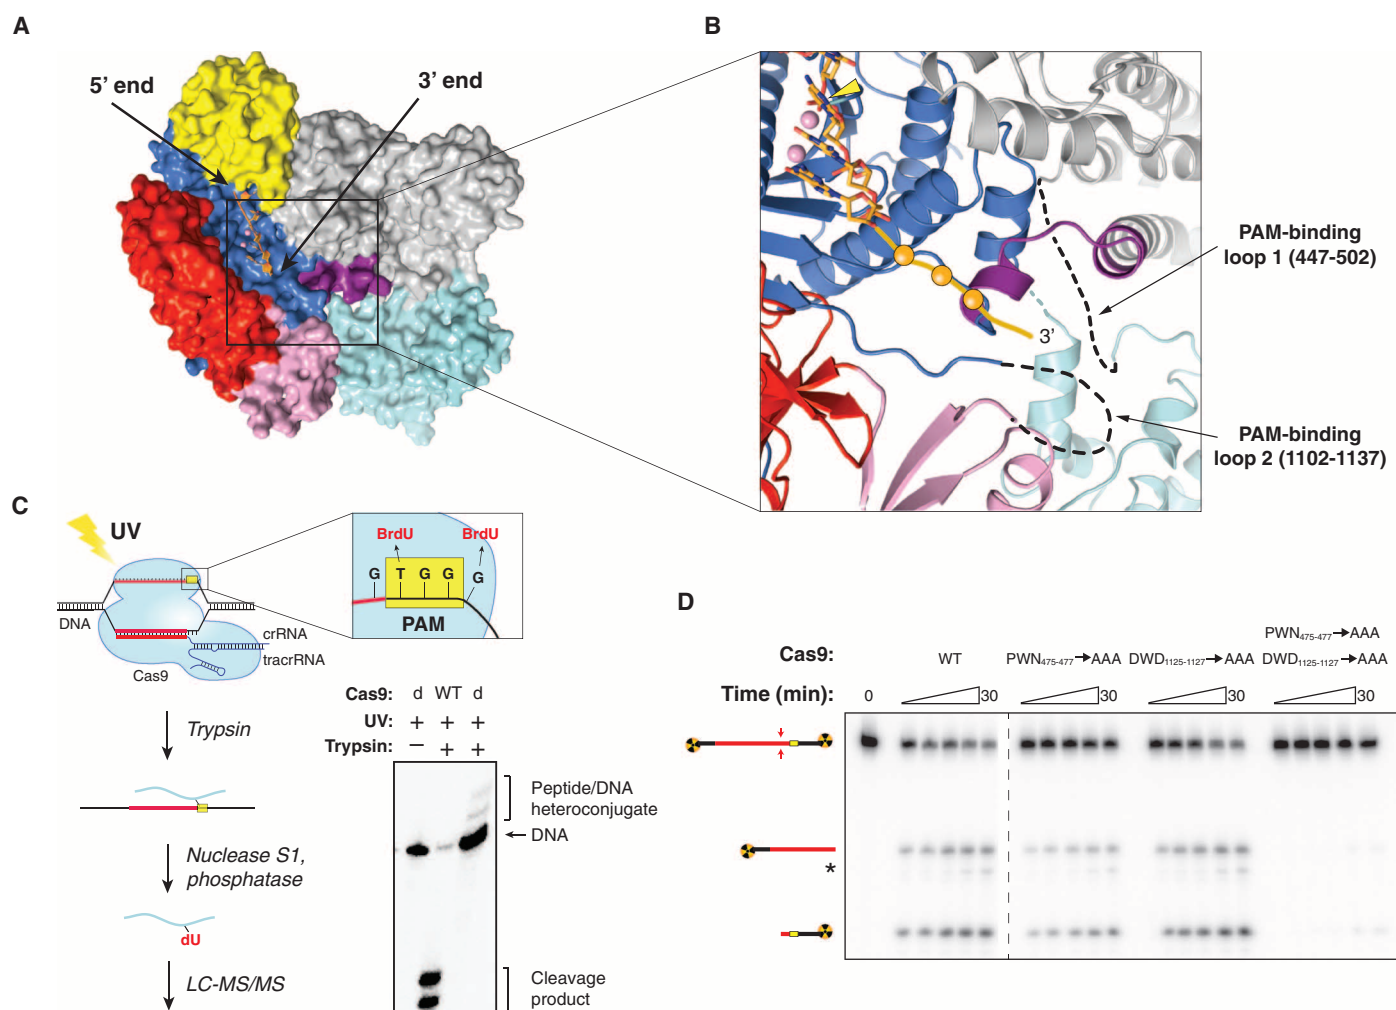 A
5’ end
3’ end
B
3’
PAM-binding
loop 1 (447-502)
PAM-binding
loop 2 (1102-1137)
C
UV
DNA
crRNA
tracrRNA
Cas9
BrdU
BrdU
G
T
G
G
G
PAM
Trypsin
Nuclease S1,
phosphatase
dU
LC-MS/MS
Cas9: d WT d
UV: + + +
Trypsin: – + +
Peptide/DNA
heteroconjugate
DNA
Cleavage
product
D
PWN475-477→AAA
Cas9: WT PWN475-477→AAA DWD1125-1127→AAA DWD1125-1127→AAA
Time (min): 0 30 30 30 30
*